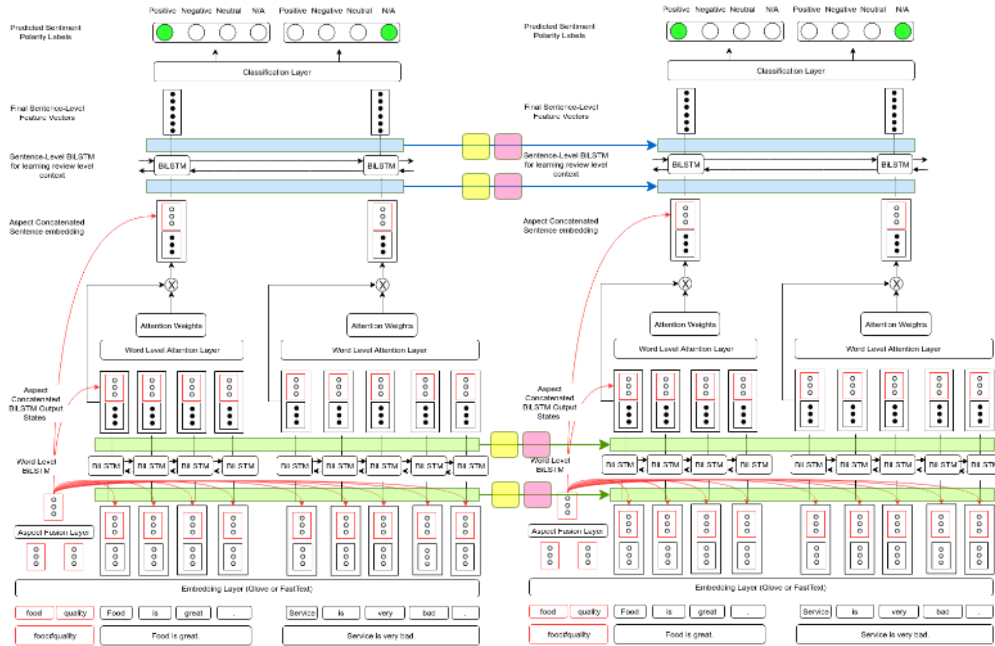 Positive Negative Neutral N/A Positive Negative Neutral N/A
Predicted Sentiment
Polarity Labels
Classification Layer
Final Sentence-Level
Feature Vectors
Sentence-Level BiLSTM
for learning review level
context
BiLSTM BiLSTM
Aspect Concatenated
Sentence embedding
X X
Attention Weights Attention Weights
Word Level Attention Layer Word Level Attention Layer
Aspect
Concatenated
BiLSTM Output
States
Word Level
BiLSTM
BiLSTM BiLSTM BiLSTM BiLSTM BiLSTM BiLSTM BiLSTM BiLSTM BiLSTM
Aspect Fusion Layer
Embedding Layer (Glove or FastText)
food quality Food is great . Service is very bad .
food#quality Food is great. Service is very bad.
Positive Negative Neutral N/A Positive Negative Neutral N/A
Predicted Sentiment
Polarity Labels
Classification Layer
Final Sentence-Level
Feature Vectors
Sentence-Level BiLSTM
for learning review level
context
BiLSTM BiLSTM
Aspect Concatenated
Sentence embedding
X X
Attention Weights Attention Weights
Word Level Attention Layer Word Level Attention Layer
Aspect
Concatenated
BiLSTM Output
States
Word Level
BiLSTM
BiLSTM BiLSTM BiLSTM BiLSTM BiLSTM BiLSTM BiLSTM BiLSTM BiLSTM
Aspect Fusion Layer
Embedding Layer (Glove or FastText)
food quality Food is great . Service is very bad .
food#quality Food is great. Service is very bad.